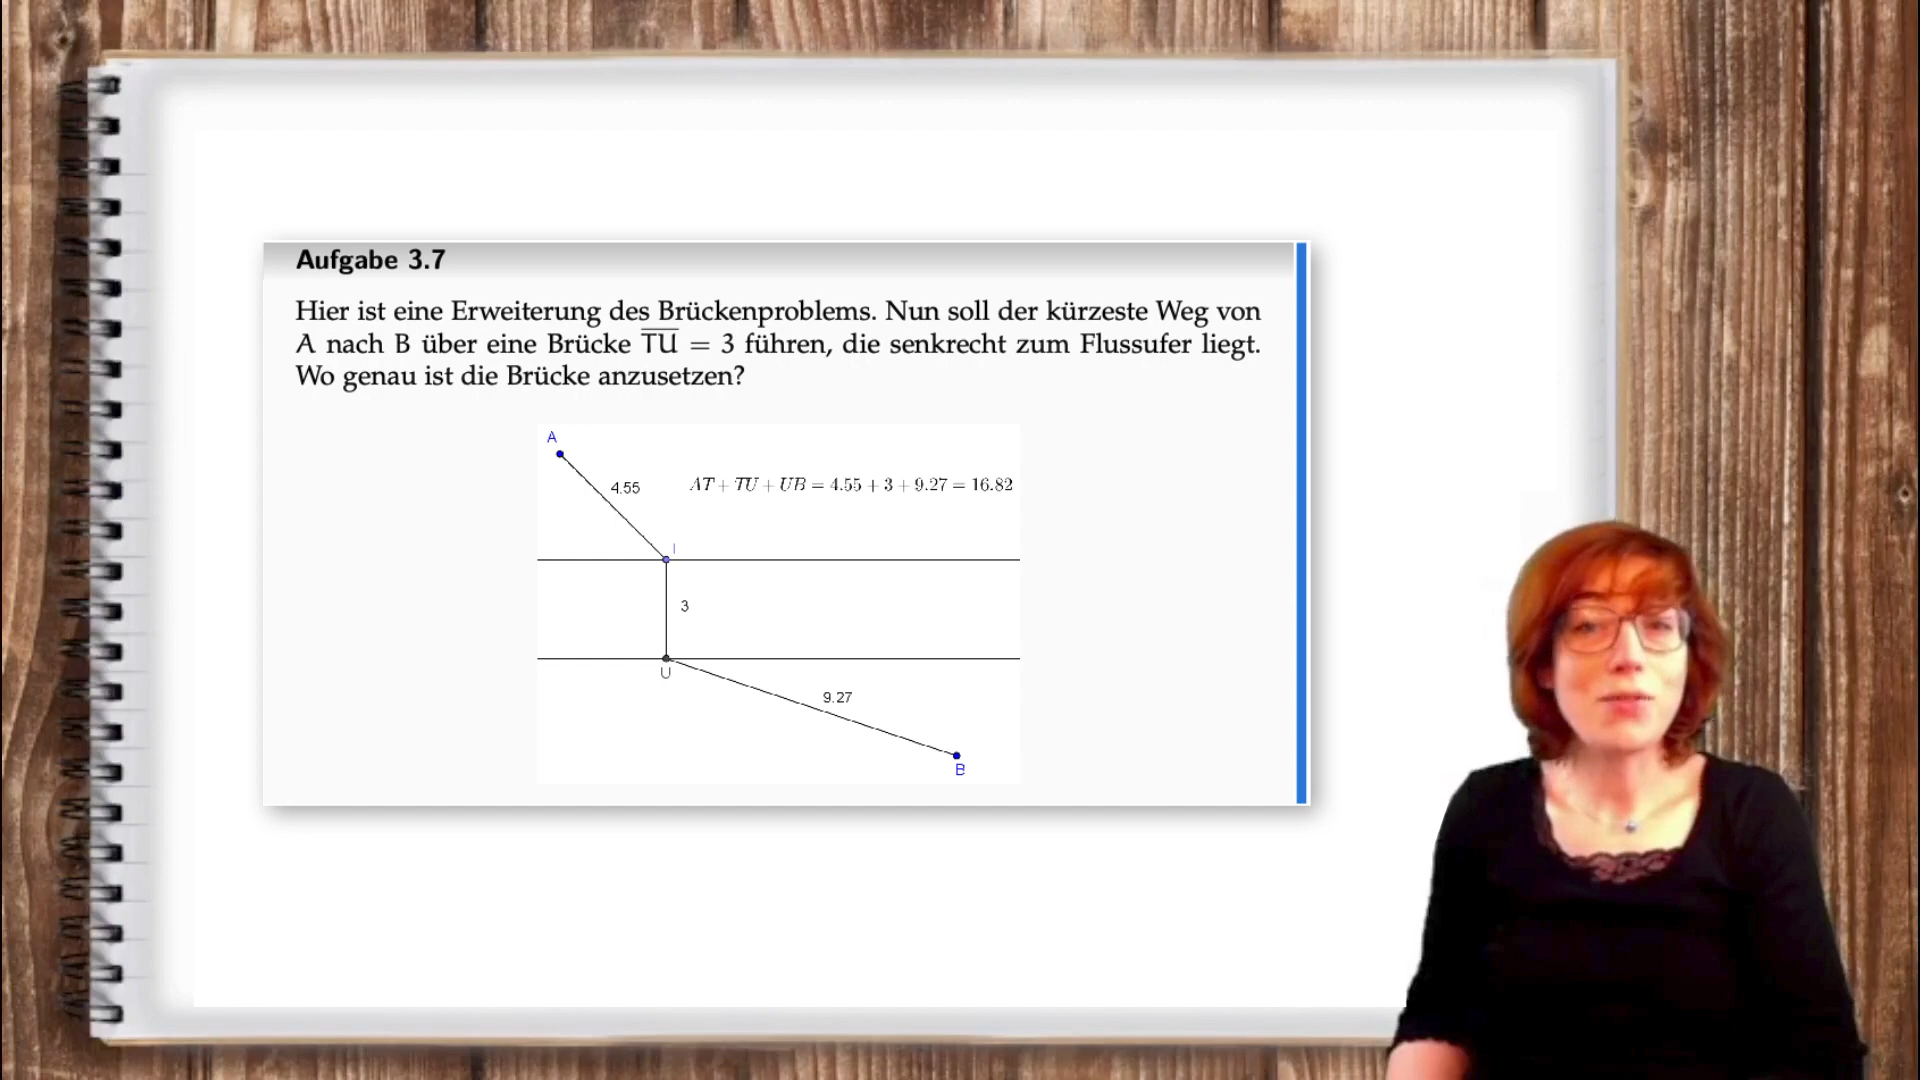 Aufgabe 3.7
Hier ist eine Erweiterung des Brückenproblems. Nun soll der kürzeste Weg von
A nach B über eine Brücke T͞U͞ = 3 führen, die senkrecht zum Flussufer liegt.
Wo genau ist die Brücke anzusetzen?
A
4.55
AT + TU + UB = 4.55 + 3 + 9.27 = 16.82
3
U
9.27
B